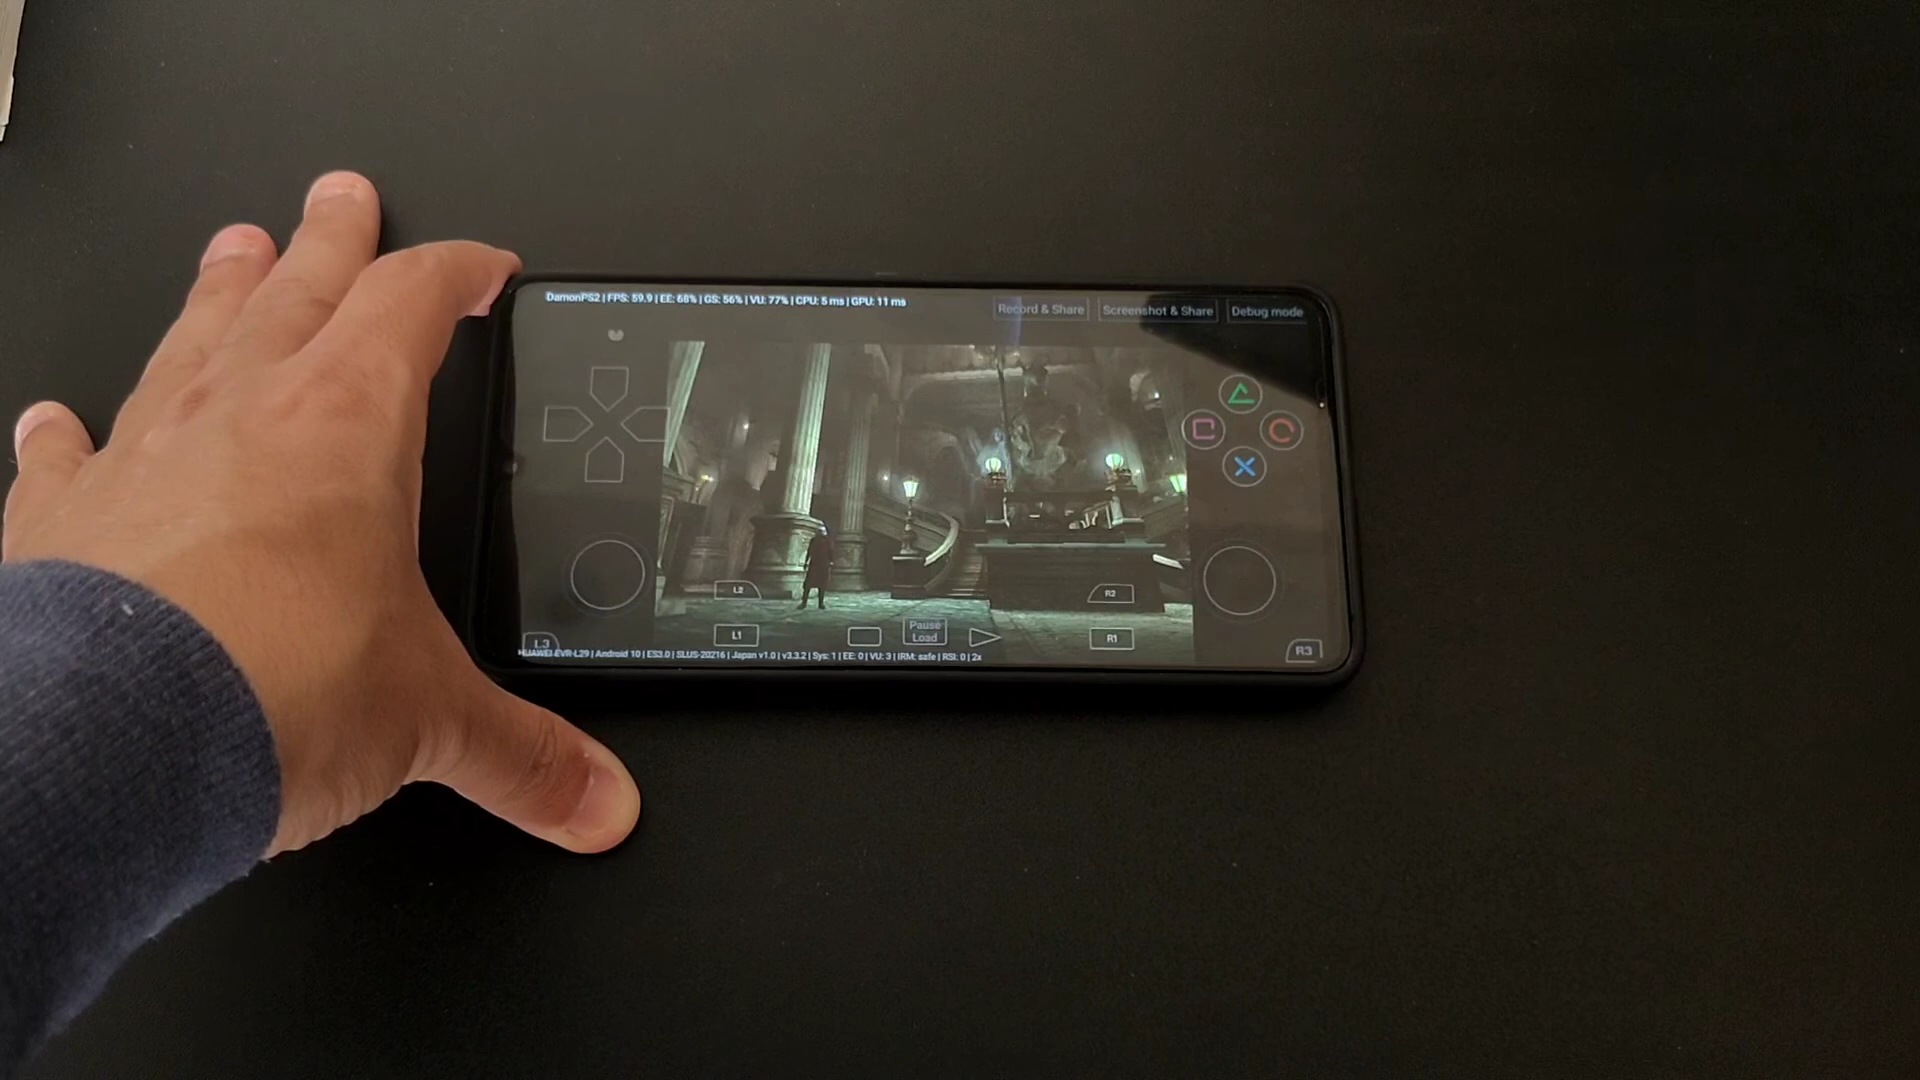 DamonPS2 | FPS: 59.9 | EE: 68% | GS: 56% | VU: 77% | CPU: 5 ms | GPU: 11 ms
Record & Share
Screenshot & Share
Debug mode
L2
R2
L3
L1
Pause
Load
R1
R3
HUAWEI-EVR-L29 | Android 10 | ES3.0 | SLUS-20216 | Japan v1.0 | v3.3.2 | Sys: 1 | EE: 0 | VU: 3 | IRM: safe | RSI: 0 | 2x